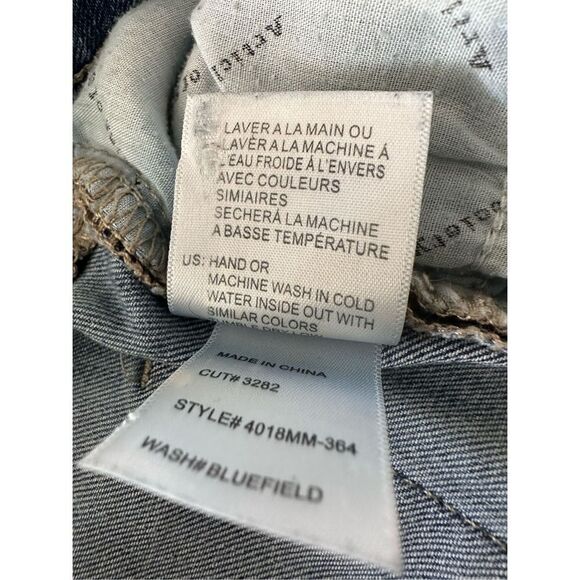 LAVER A LA MAIN OU
LAVÈR A LA MACHINE Á
L'EAU FROIDE Á L'ENVERS
AVEC COULEURS
SIMIAIRES
SECHERÁ LA MACHINE
A BASSE TEMPÉRATURE
US: HAND OR
MACHINE WASH IN COLD
WATER INSIDE OUT WITH
SIMILAR COLORS
MADE IN CHINA
CUT# 3282
STYLE# 4018MM-364
WASH# BLUEFIELD